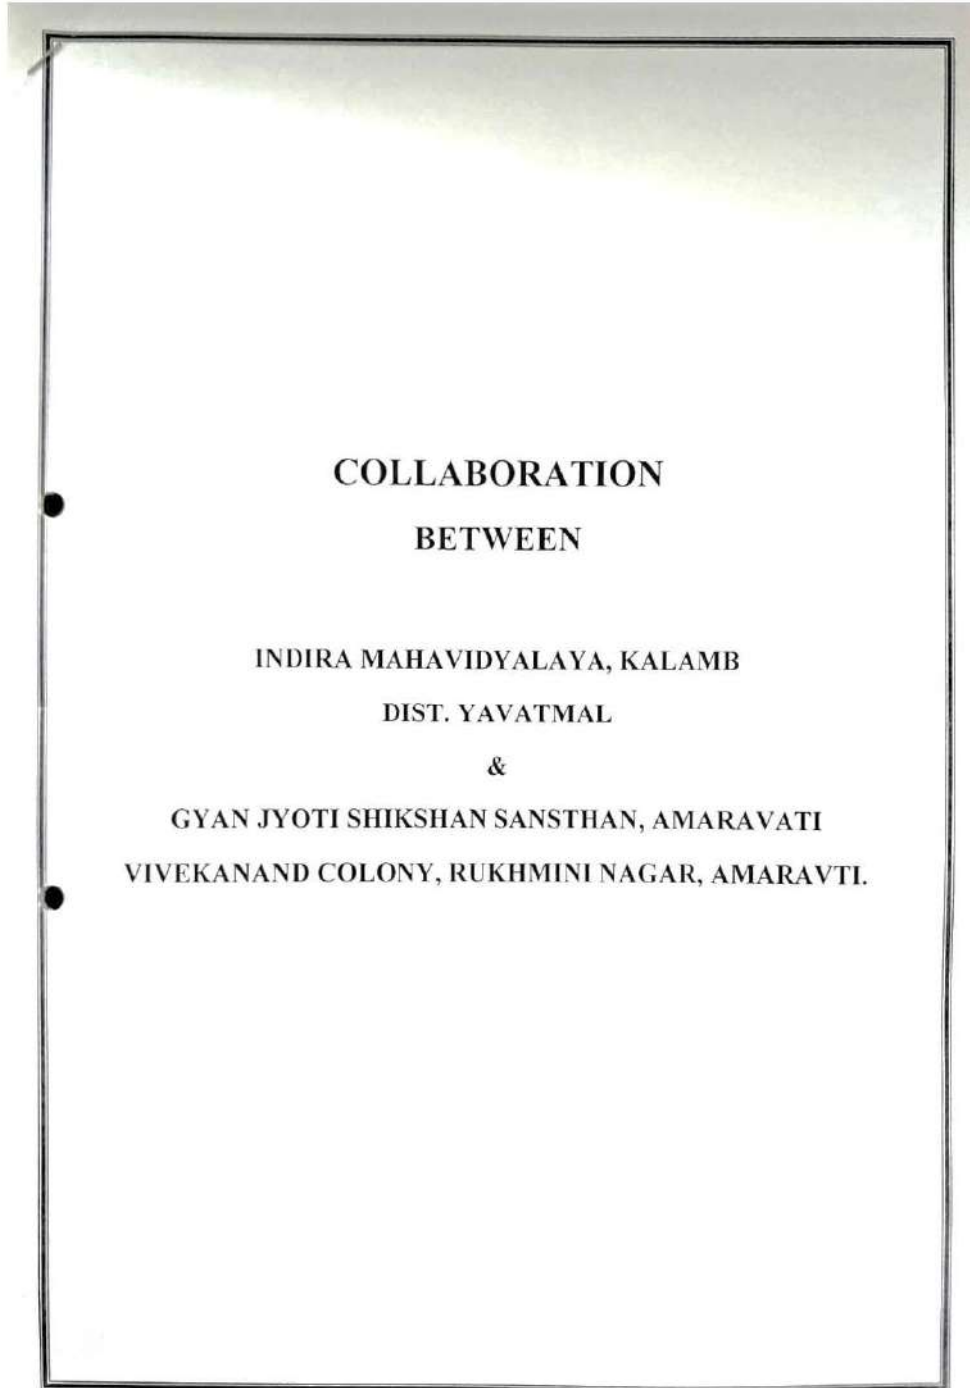 COLLABORATION
BETWEEN
INDIRA MAHAVIDYALAYA, KALAMB
DIST. YAVATMAL
&
GYAN JYOTI SHIKSHAN SANSTHAN, AMARAVATI
VIVEKANAND COLONY, RUKHMINI NAGAR, AMARAVTI.